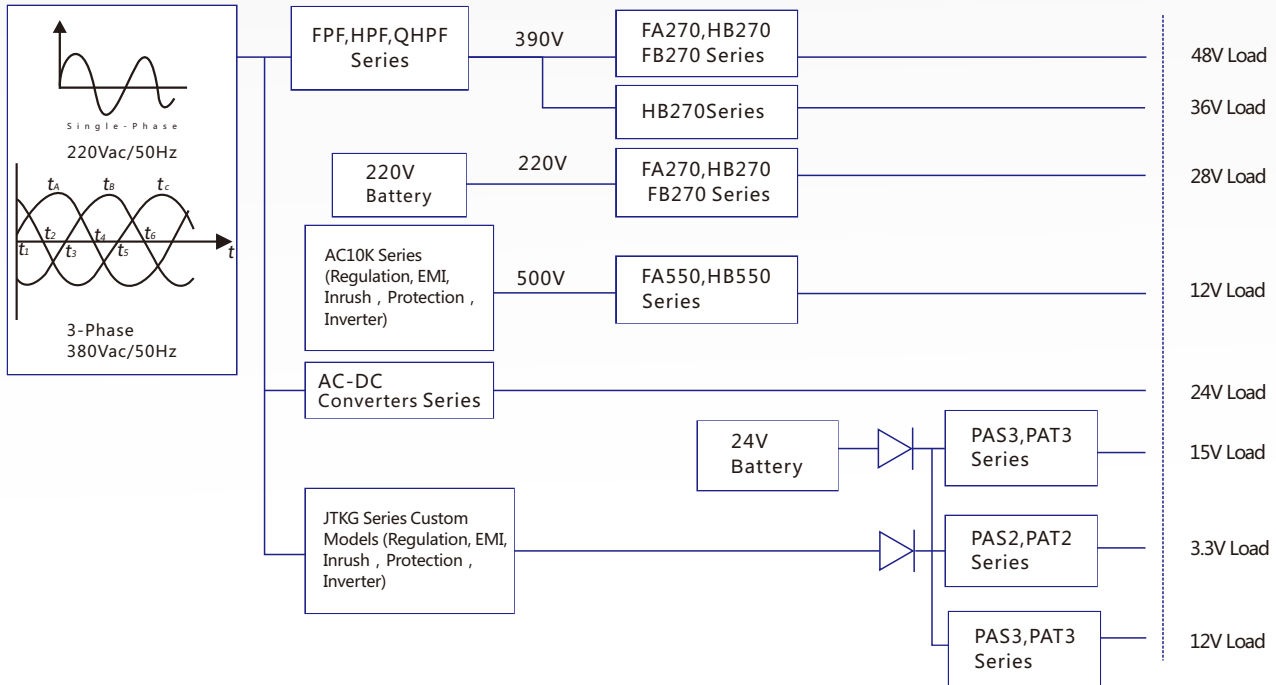 Single-Phase
220Vac/50Hz
tA
tB
tc
t1
t2
t3
t4
t5
t6
t
3-Phase
380Vac/50Hz
FPF,HPF,QHPF
Series
390V
FA270,HB270
FB270 Series
48V Load
HB270Series
36V Load
220V
Battery
220V
FA270,HB270
FB270 Series
28V Load
AC10K Series
(Regulation, EMI,
Inrush , Protection ,
Inverter)
500V
FA550,HB550
Series
12V Load
AC-DC
Converters Series
24V Load
24V
Battery
PAS3,PAT3
Series
15V Load
JTKG Series Custom
Models (Regulation, EMI,
Inrush , Protection ,
Inverter)
PAS2,PAT2
Series
3.3V Load
PAS3,PAT3
Series
12V Load